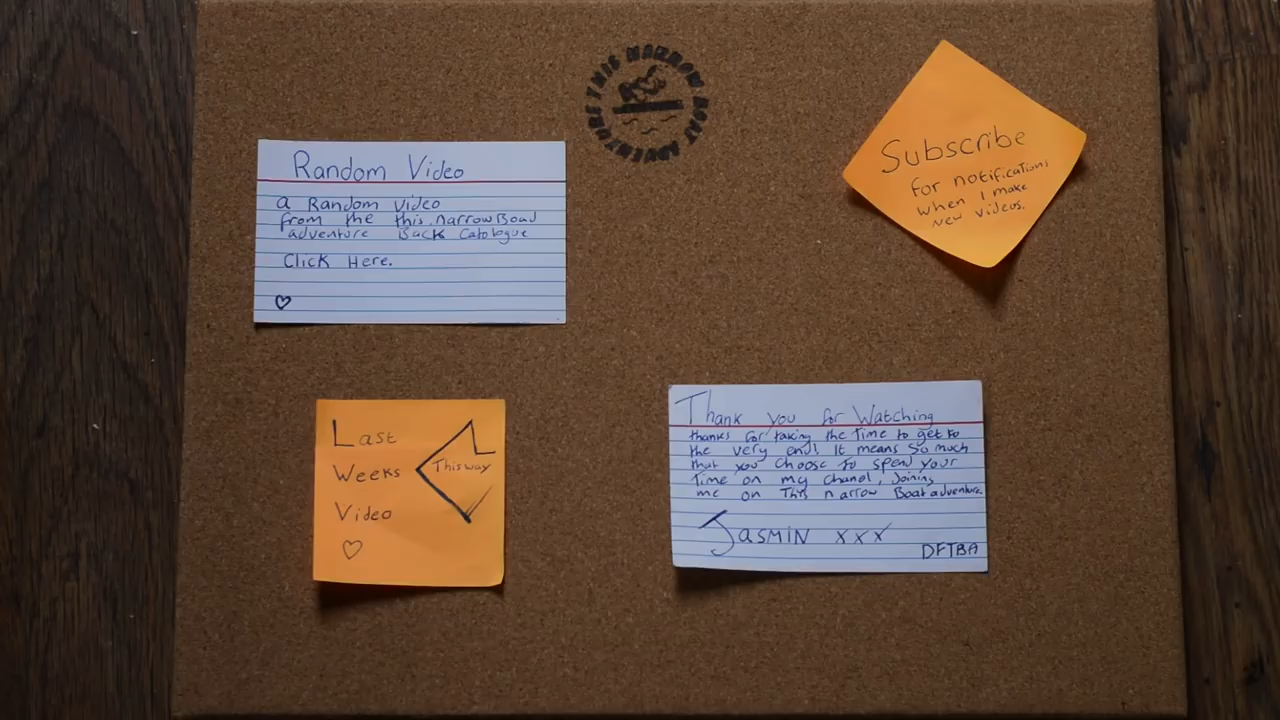 THIS NARROW BOAT ADVENTURE
Random Video
a Random Video
from the this narrow Boad
adventure Back Catologue
Click Here.
Subscribe
for notifications
when I make
new videos.
Last
Weeks
Video
This way
Thank you for Watching
thanks for taking the Time to get to
the very end! It means So much
that you choose to spend your
Time on my chanel, Joining
me on This narrow Boat adventure.
JASMIN xxx
DFTBA